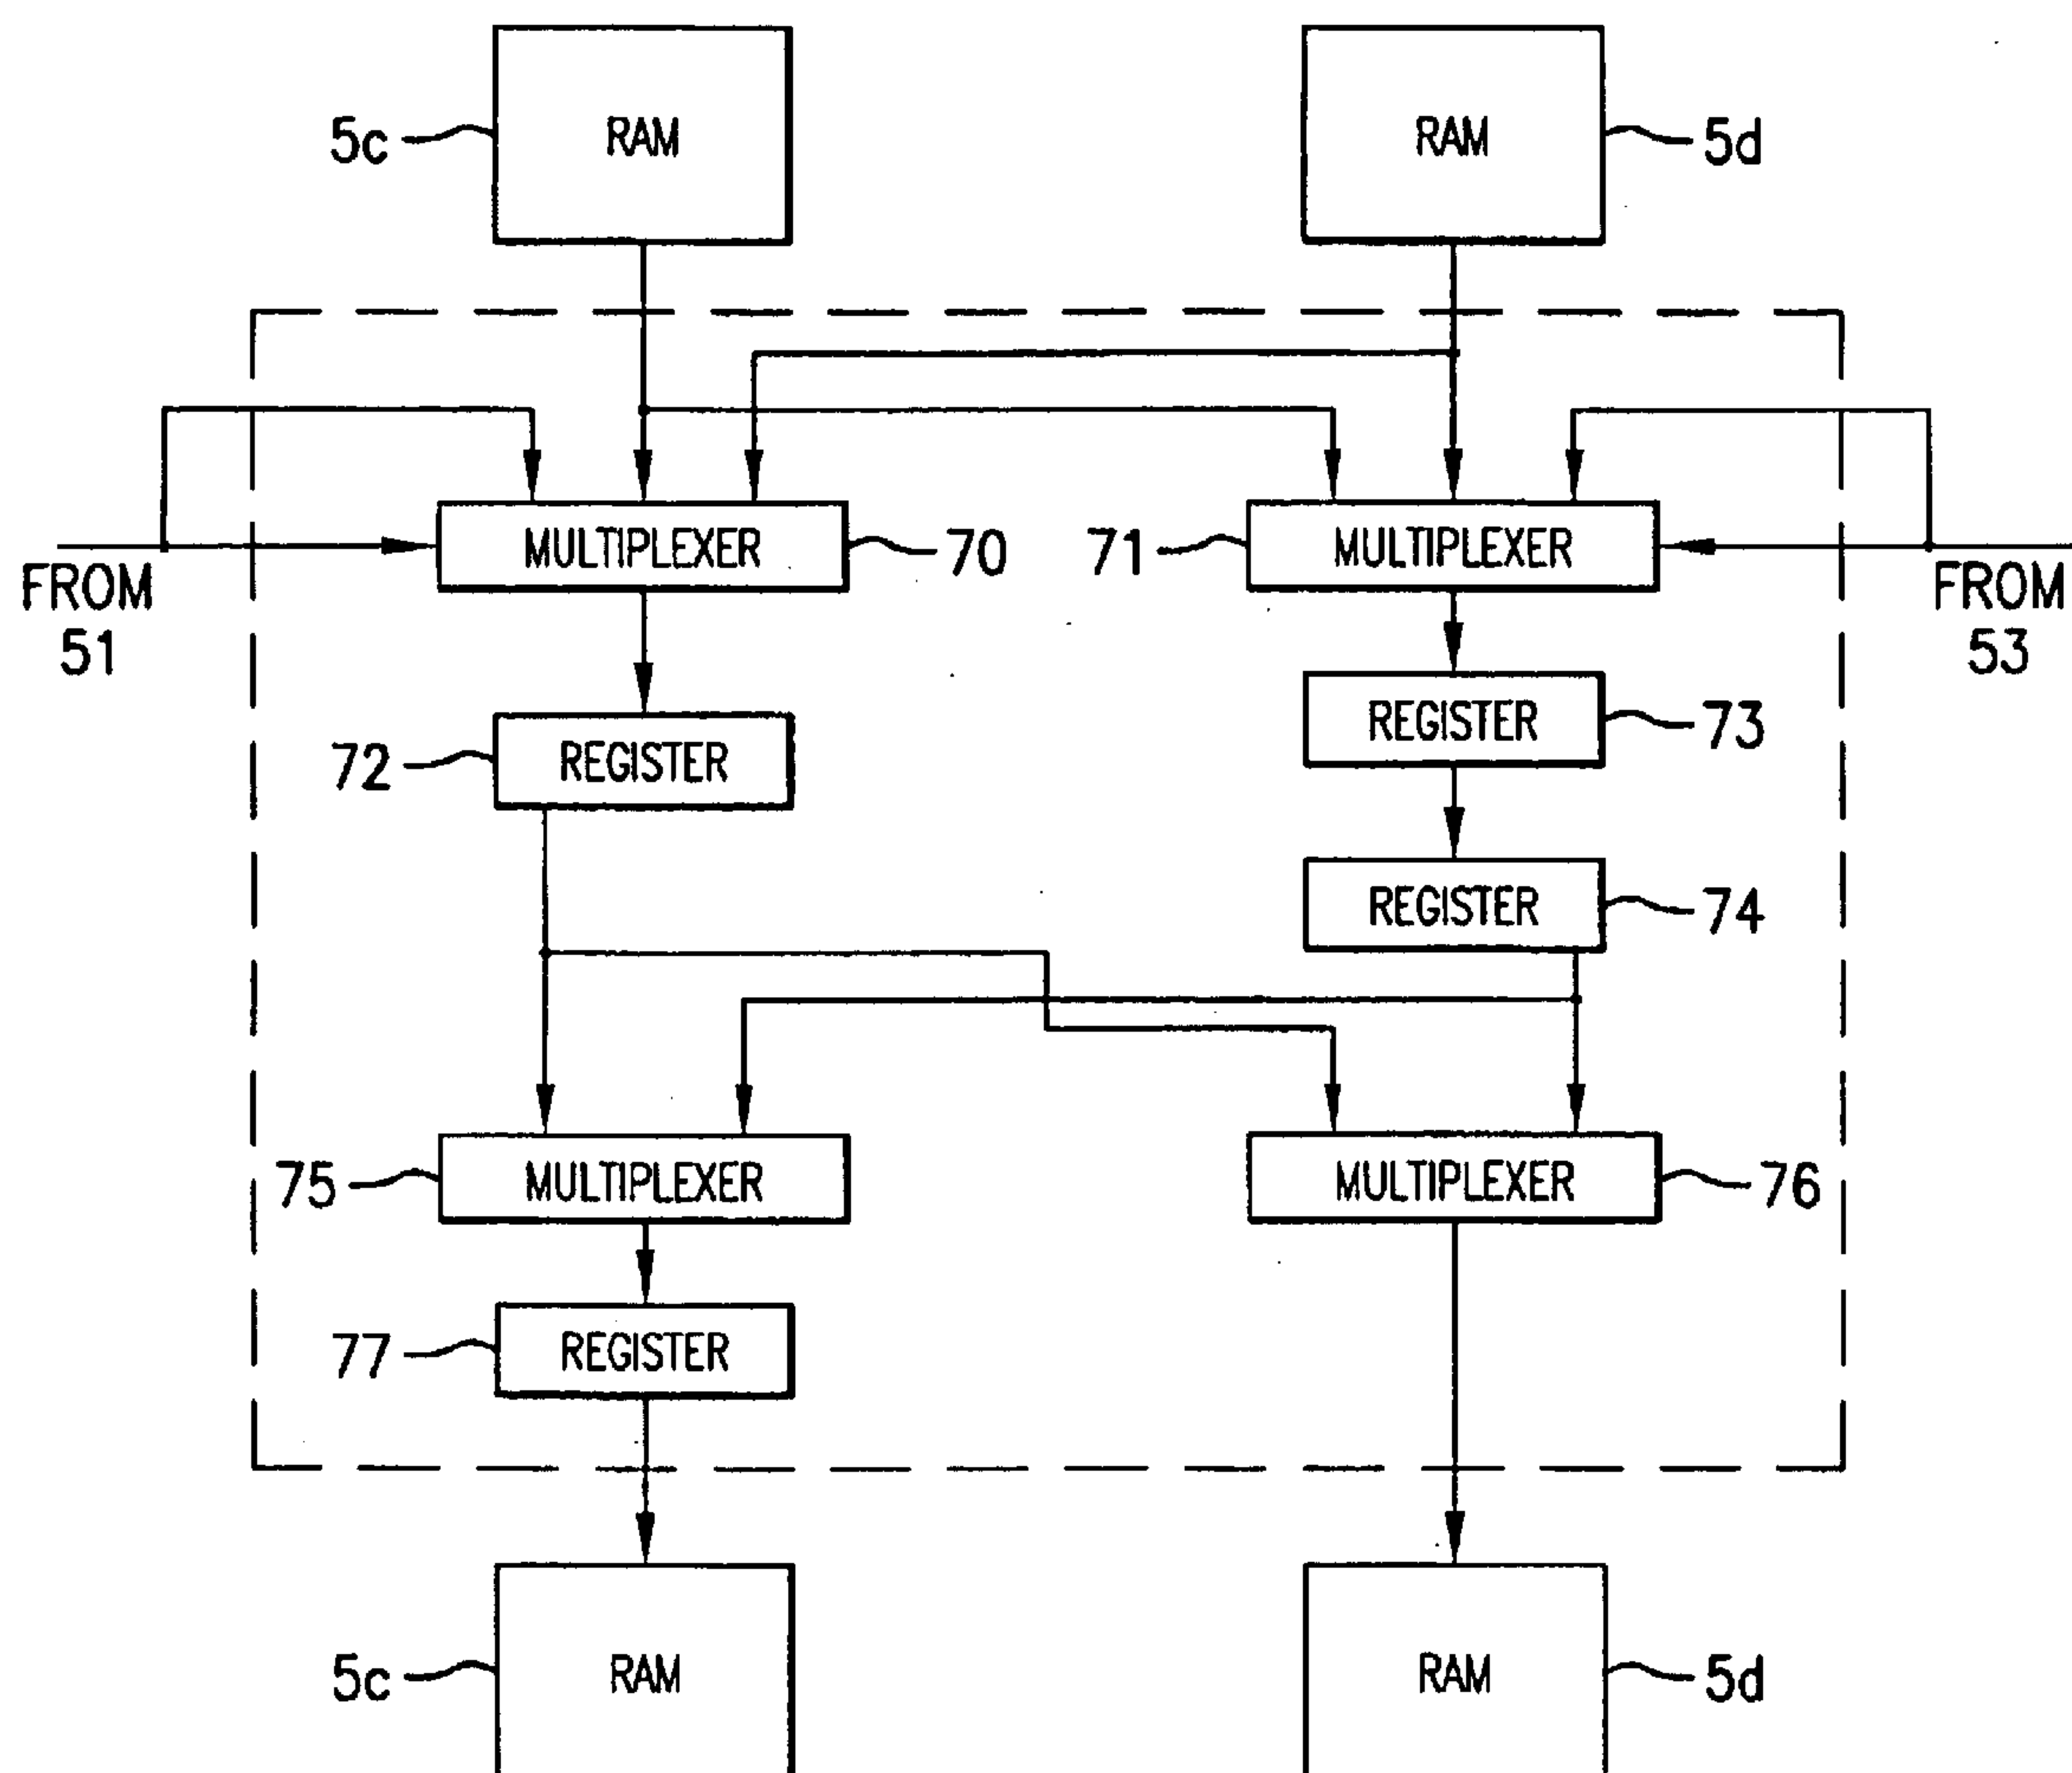 RAM
RAM
5c
5d
MULTIPLEXER
70
71
MULTIPLEXER
FROM
51
FROM
53
REGISTER
73
72
REGISTER
REGISTER
74
75
MULTIPLEXER
MULTIPLEXER
76
77
REGISTER
5c
RAM
RAM
5d